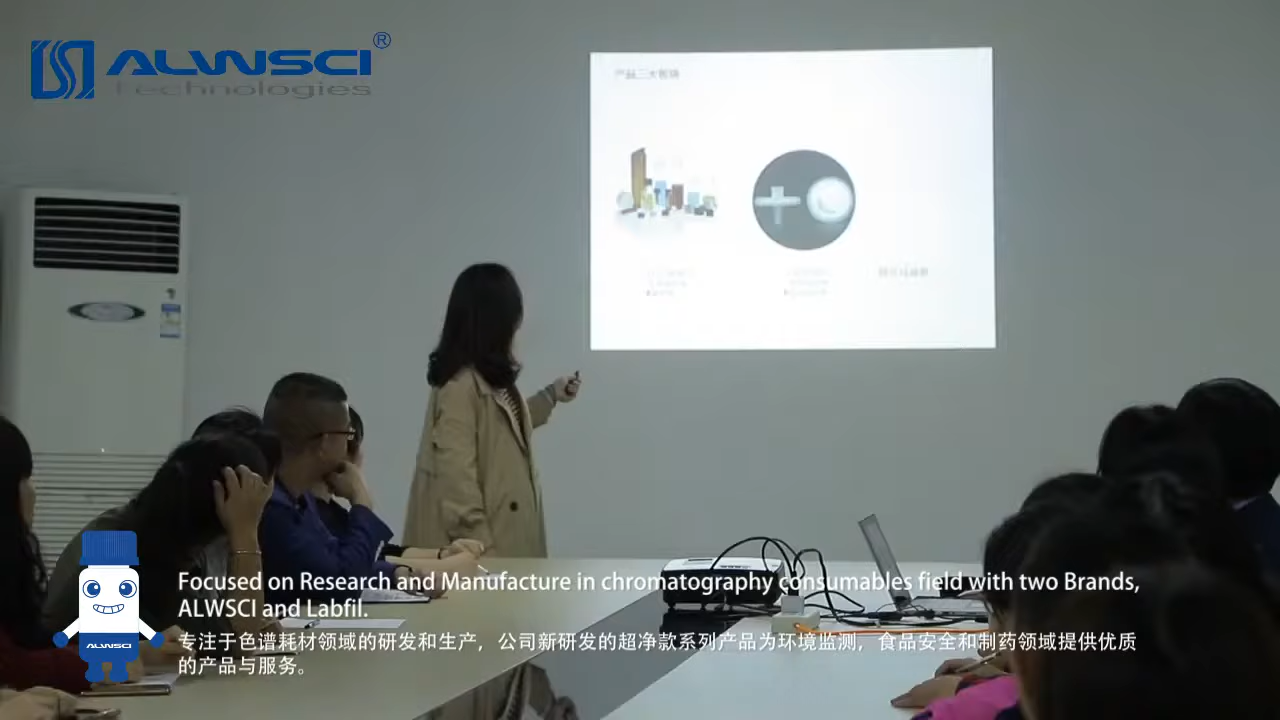 ALWSCI®
Technologies
Focused on Research and Manufacture in chromatography consumables field with two Brands,
ALWSCI and Labfil.
专注于色谱耗材领域的研发和生产，公司新研发的超净款系列产品为环境监测，食品安全和制药领域提供优质
的产品与服务。
ALWSCI